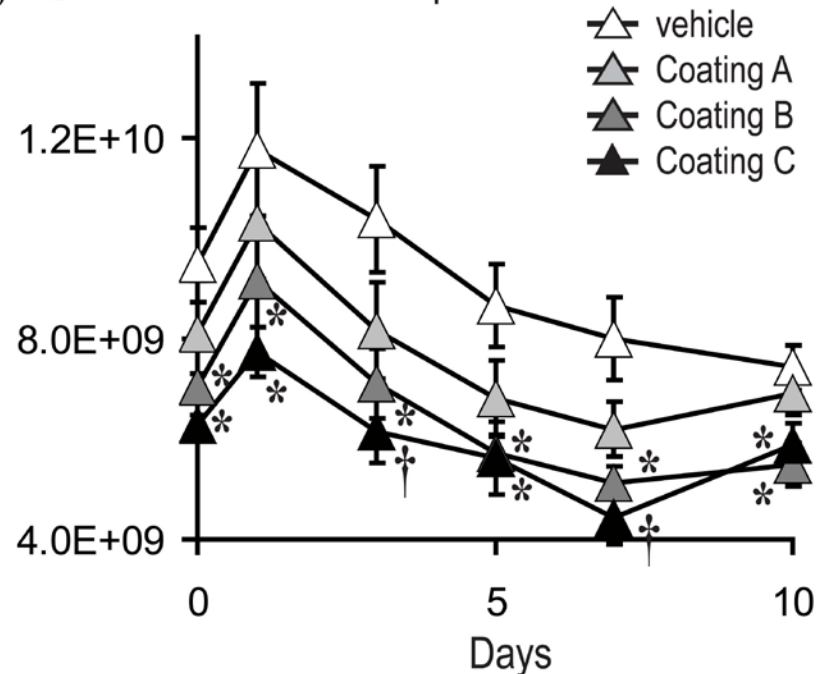 vehicle
Coating A
Coating B
Coating C
1.2E+10
8.0E+09
4.0E+09
*
*
*
*
*
†
*
*
*
†
*
*
0
5
10
Days